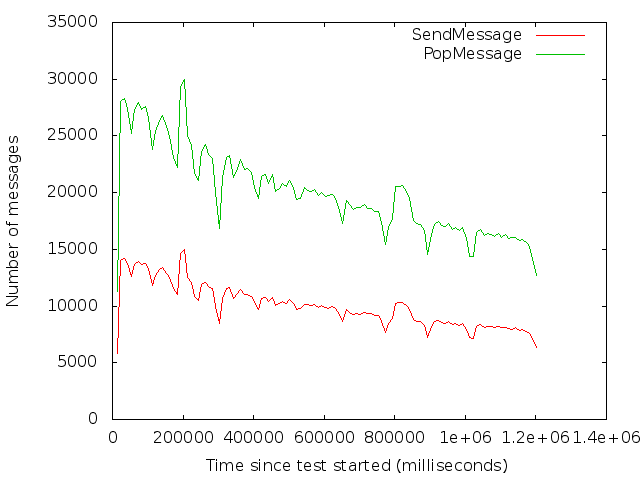 35000
30000
25000
20000
15000
10000
5000
0
Number of messages
SendMessage
PopMessage
0 200000 400000 600000 800000 1e+06 1.2e+06 1.4e+06
Time since test started (milliseconds)